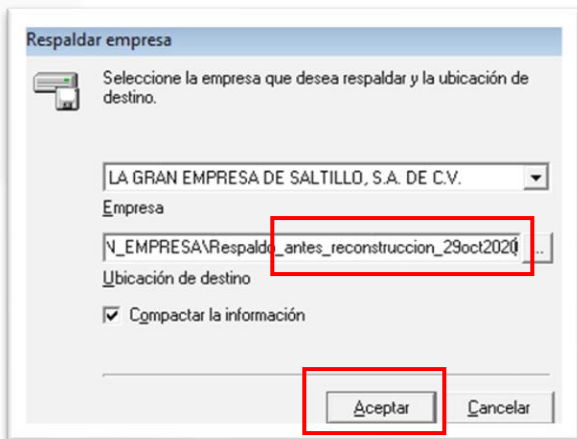 Respaldar empresa
Seleccione la empresa que desea respaldar y la ubicación de
destino.
LA GRAN EMPRESA DE SALTILLO, S.A. DE C.V.
Empresa
N_EMPRESA\Respaldo_antes_reconstruccion_29oct2020
...
Ubicación de destino
Compactar la información
Aceptar
Cancelar